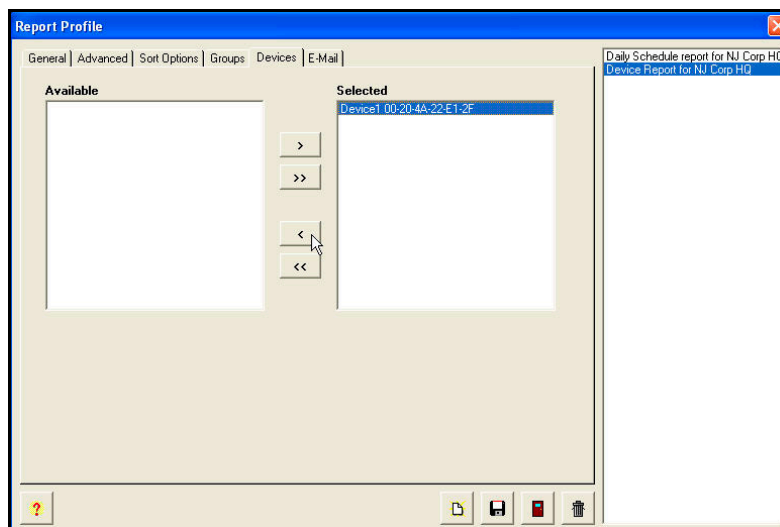 Report Profile
General
Advanced
Sort Options
Groups
Devices
E-Mail
Available
Selected
Device1 00-20-4A-22-E1-2F
>
>>
<
<<
?
Daily Schedule report for NJ Corp HQ
Device Report for NJ Corp HQ